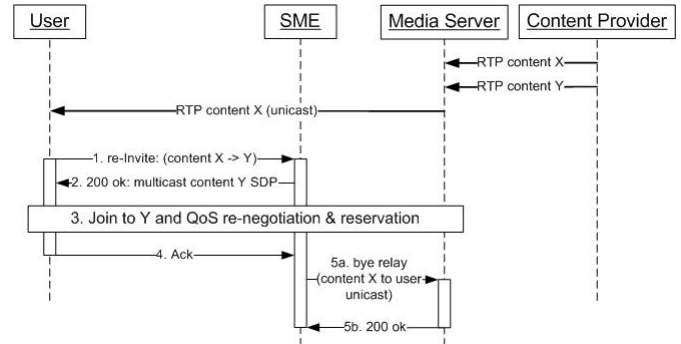 User
SME
Media Server
Content Provider
RTP content X
RTP content Y
RTP content X (unicast)
1. re-Invite: (content X -> Y)
2. 200 ok: multicast content Y SDP
3. Join to Y and QoS re-negotiation & reservation
4. Ack
5a. bye relay
(content X to user
unicast)
5b. 200 ok